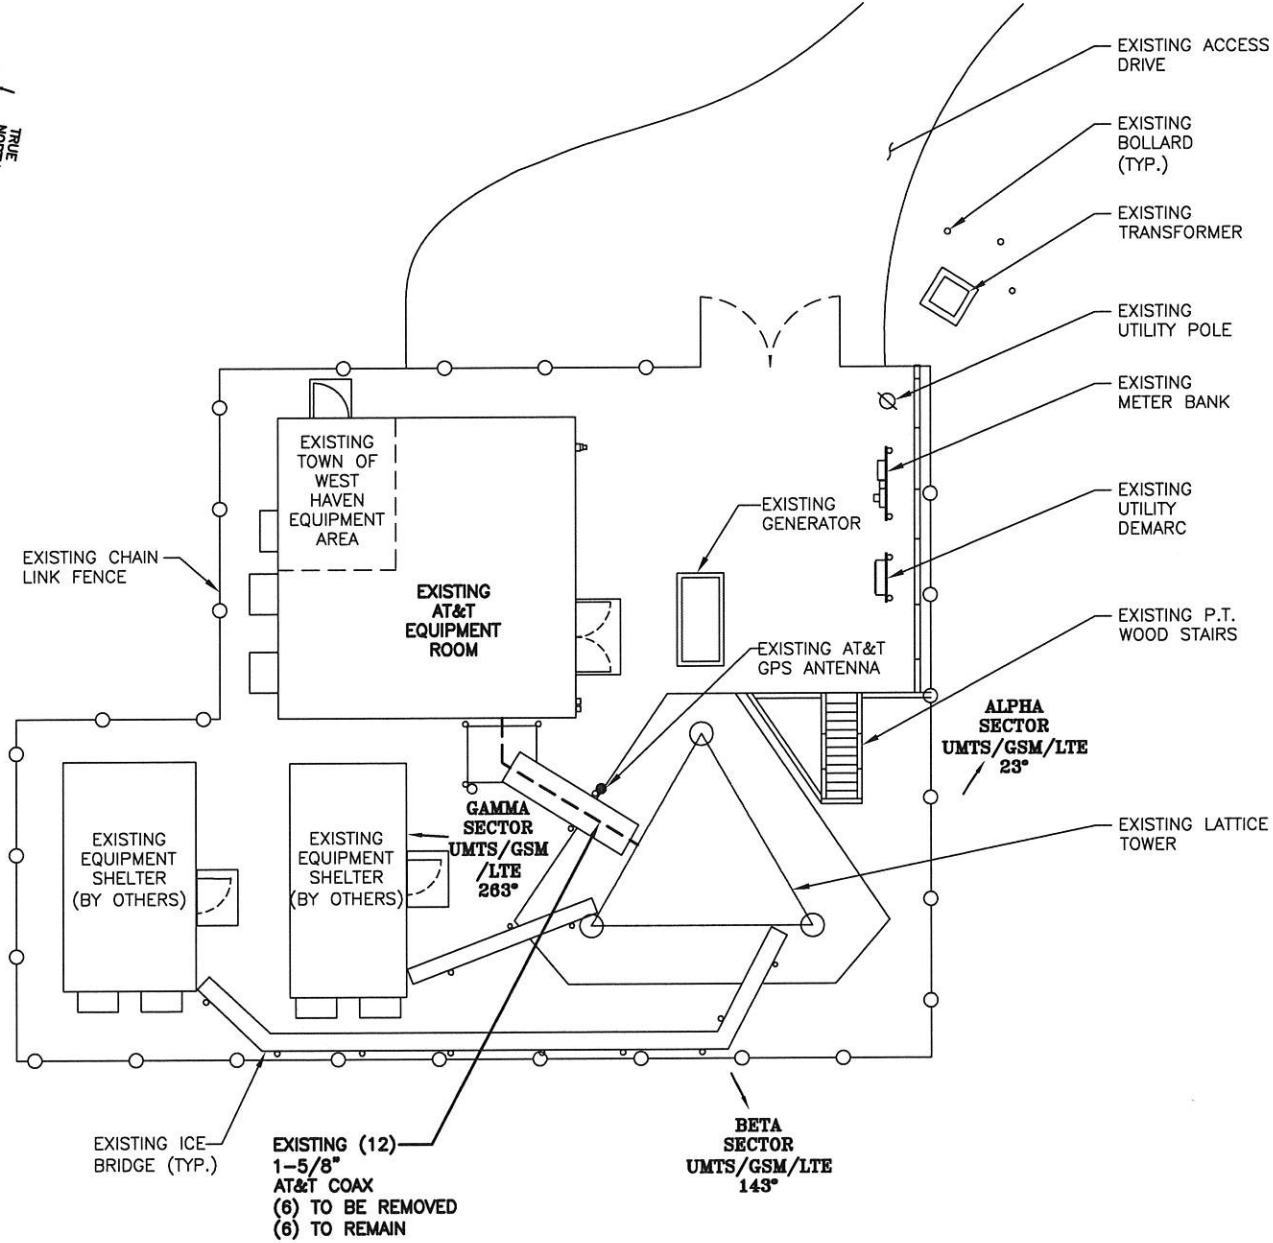 TRUE
EXISTING ACCESS
DRIVE
EXISTING
BOLLARD
(TYP.)
EXISTING
TRANSFORMER
EXISTING
UTILITY POLE
EXISTING
METER BANK
EXISTING
UTILITY
DEMARC
EXISTING P.T.
WOOD STAIRS
EXISTING
TOWN OF
WEST
HAVEN
EQUIPMENT
AREA
EXISTING
GENERATOR
EXISTING CHAIN
LINK FENCE
EXISTING
AT&T
EQUIPMENT
ROOM
EXISTING AT&T
GPS ANTENNA
ALPHA
SECTOR
UMTS/GSM/LTE
23°
GAMMA
SECTOR
UMTS/GSM
/LTE
263°
EXISTING
EQUIPMENT
SHELTER
(BY OTHERS)
EXISTING
EQUIPMENT
SHELTER
(BY OTHERS)
EXISTING LATTICE
TOWER
EXISTING ICE
BRIDGE (TYP.)
EXISTING (12)
1-5/8"
AT&T COAX
(6) TO BE REMOVED
(6) TO REMAIN
BETA
SECTOR
UMTS/GSM/LTE
143°